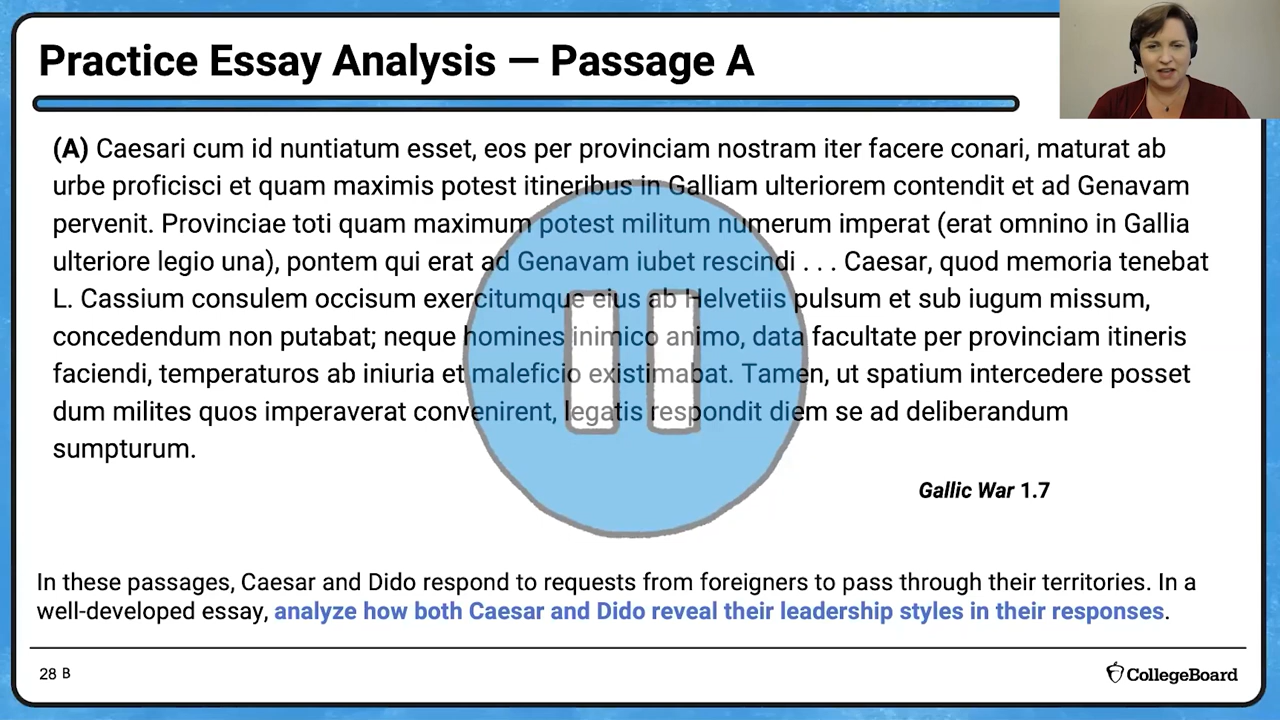 Practice Essay Analysis — Passage A
(A) Caesari cum id nuntiatum esset, eos per provinciam nostram iter facere conari, maturat ab
urbe proficisci et quam maximis potest itineribus in Galliam ulteriorem contendit et ad Genavam
pervenit. Provinciae toti quam maximum potest militum numerum imperat (erat omnino in Gallia
ulteriore legio una), pontem qui erat ad Genavam iubet rescindi . . . Caesar, quod memoria tenebat
L. Cassium consulem occisum exercitumque eius ab Helvetiis pulsum et sub iugum missum,
concedendum non putabat; neque homines inimico animo, data facultate per provinciam itineris
faciendi, temperaturos ab iniuria et maleficio existimabat. Tamen, ut spatium intercedere posset
dum milites quos imperaverat convenirent, legatis respondit diem se ad deliberandum
sumpturum.
Gallic War 1.7
In these passages, Caesar and Dido respond to requests from foreigners to pass through their territories. In a
well-developed essay, analyze how both Caesar and Dido reveal their leadership styles in their responses.
28 B
CollegeBoard